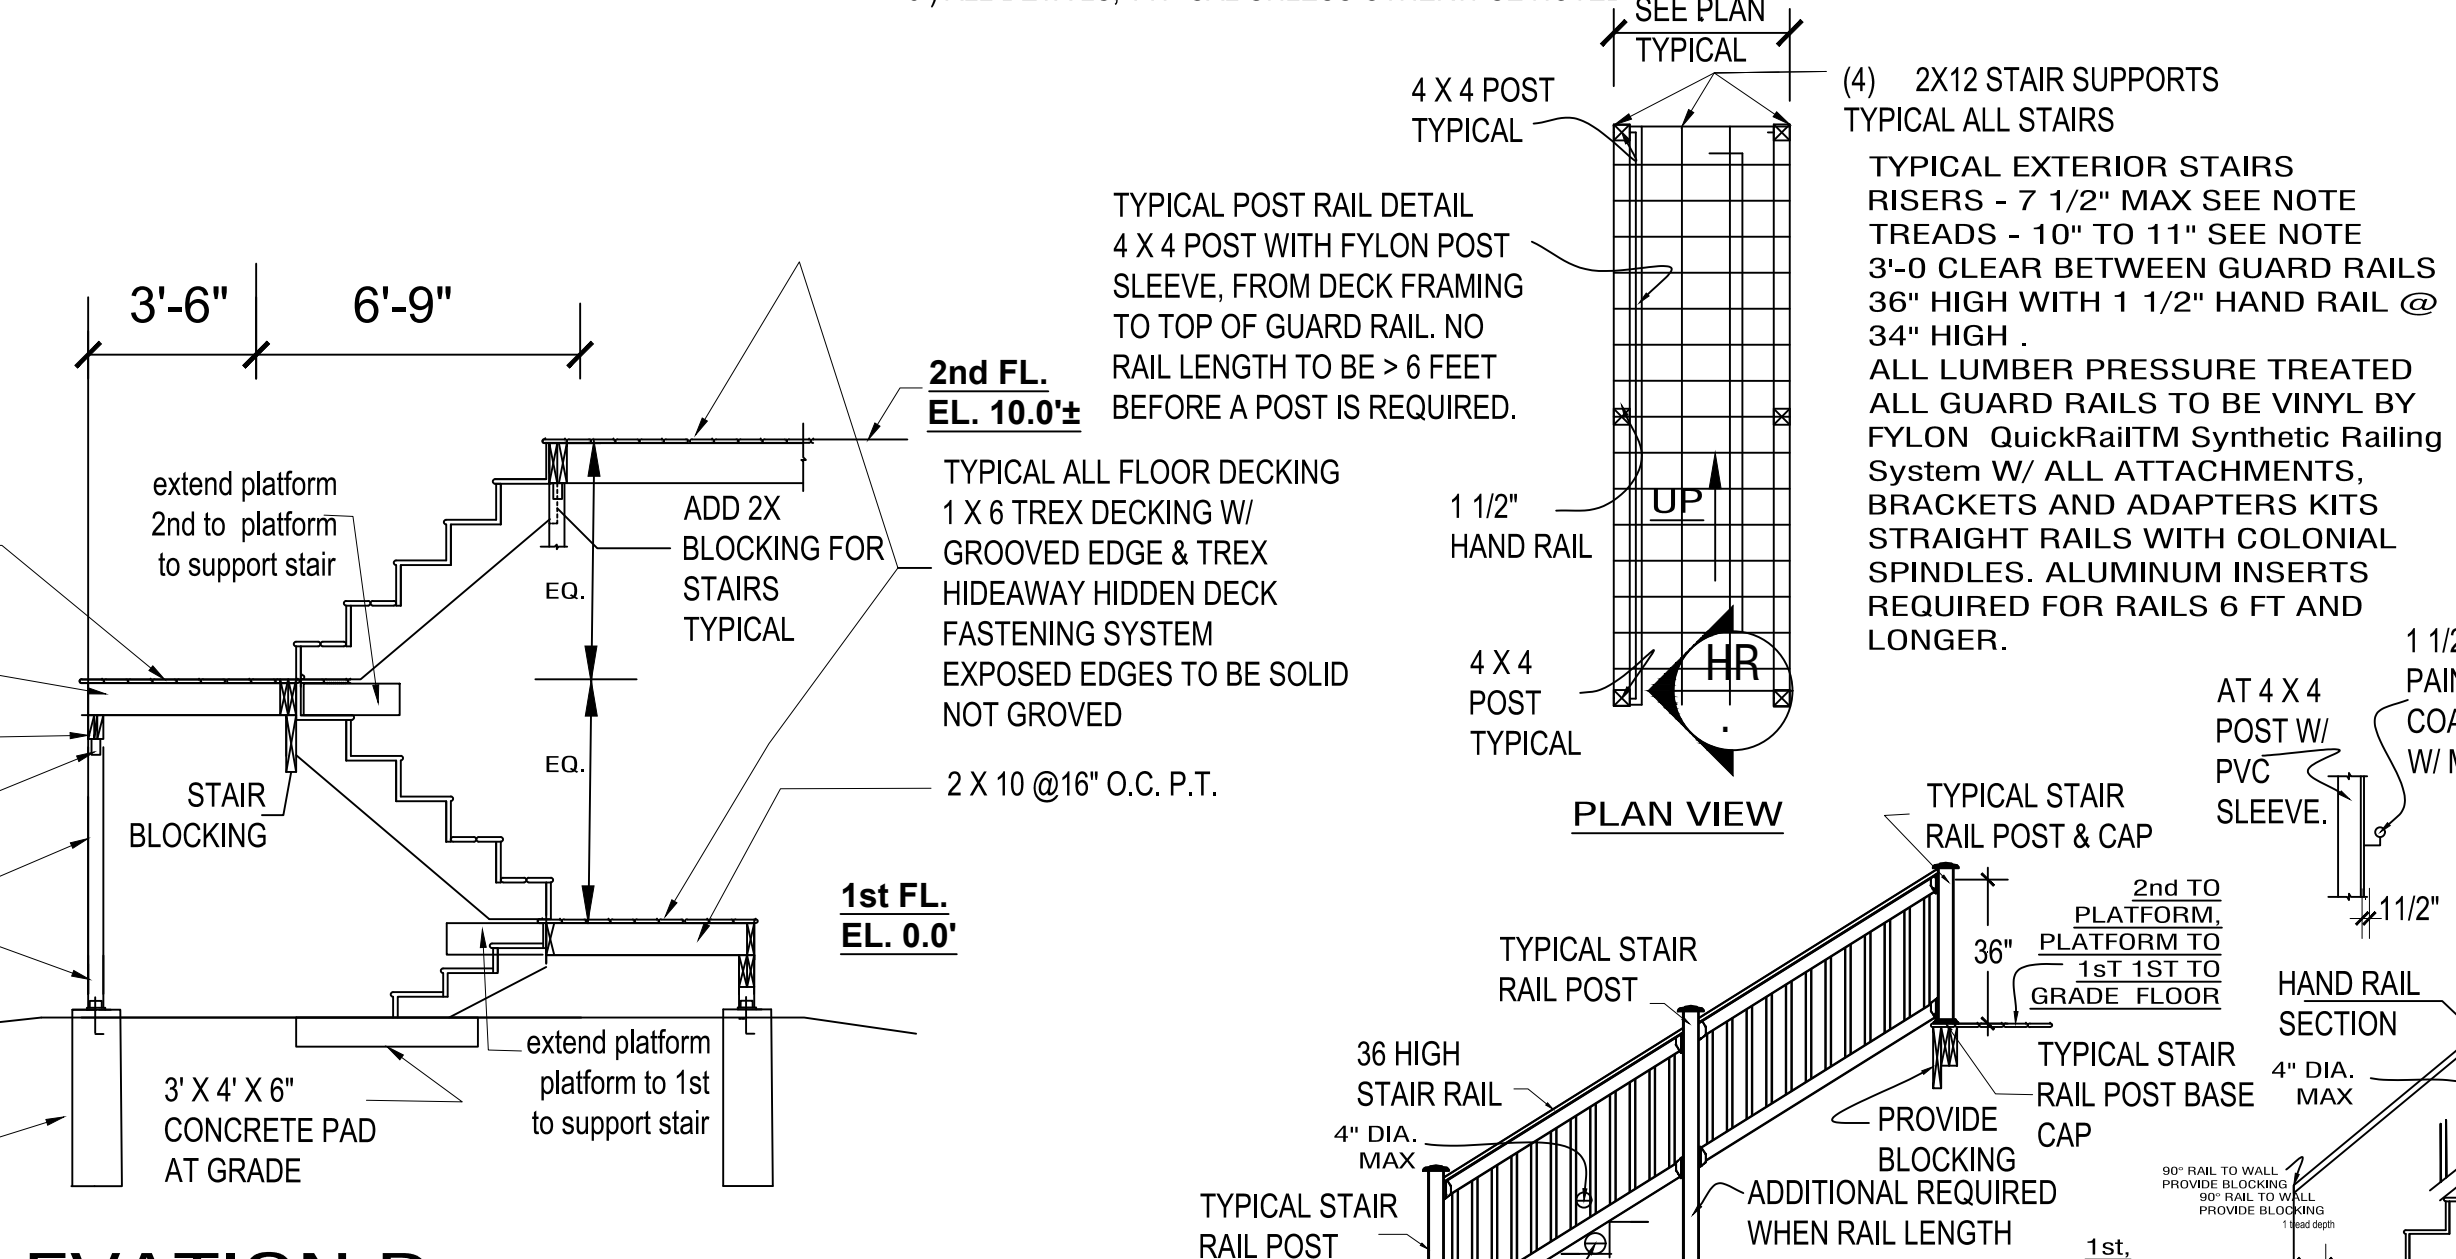 SEE PLAN
TYPICAL
4 X 4 POST
TYPICAL
(4) 2X12 STAIR SUPPORTS
TYPICAL ALL STAIRS
TYPICAL EXTERIOR STAIRS
RISERS - 7 1/2" MAX SEE NOTE
TREADS - 10" TO 11" SEE NOTE
3'-0 CLEAR BETWEEN GUARD RAILS
36" HIGH WITH 1 1/2" HAND RAIL @
34" HIGH .
ALL LUMBER PRESSURE TREATED
ALL GUARD RAILS TO BE VINYL BY
FYLON QuickRailTM Synthetic Railing
System W/ ALL ATTACHMENTS,
BRACKETS AND ADAPTERS KITS
STRAIGHT RAILS WITH COLONIAL
SPINDLES. ALUMINUM INSERTS
REQUIRED FOR RAILS 6 FT AND
LONGER.
TYPICAL POST RAIL DETAIL
4 X 4 POST WITH FYLON POST
SLEEVE, FROM DECK FRAMING
TO TOP OF GUARD RAIL. NO
RAIL LENGTH TO BE > 6 FEET
BEFORE A POST IS REQUIRED.
3'-6"
6'-9"
2nd FL.
EL. 10.0'±
extend platform
2nd to platform
to support stair
ADD 2X
BLOCKING FOR
STAIRS
TYPICAL
EQ.
EQ.
TYPICAL ALL FLOOR DECKING
1 X 6 TREX DECKING W/
GROOVED EDGE & TREX
HIDEAWAY HIDDEN DECK
FASTENING SYSTEM
EXPOSED EDGES TO BE SOLID
NOT GROVED
2 X 10 @16" O.C. P.T.
1 1/2"
HAND RAIL
UP
HR
.
4 X 4
POST
TYPICAL
PLAN VIEW
STAIR
BLOCKING
1st FL.
EL. 0.0'
extend platform
platform to 1st
to support stair
3' X 4' X 6"
CONCRETE PAD
AT GRADE
AT 4 X 4
POST W/
PVC
SLEEVE.
1 1/2
PAIN
COA
W/ M
11/2"
TYPICAL STAIR
RAIL POST & CAP
2nd TO
PLATFORM,
PLATFORM TO
1sT 1ST TO
GRADE FLOOR
36"
TYPICAL STAIR
RAIL POST
36 HIGH
STAIR RAIL
4" DIA.
MAX
TYPICAL STAIR
RAIL POST
TYPICAL STAIR
RAIL POST BASE
CAP
PROVIDE
BLOCKING
ADDITIONAL REQUIRED
WHEN RAIL LENGTH
HAND RAIL
SECTION
4" DIA.
MAX
90° RAIL TO WALL
PROVIDE BLOCKING
90° RAIL TO WALL
PROVIDE BLOCKING
1 tread depth
1st,